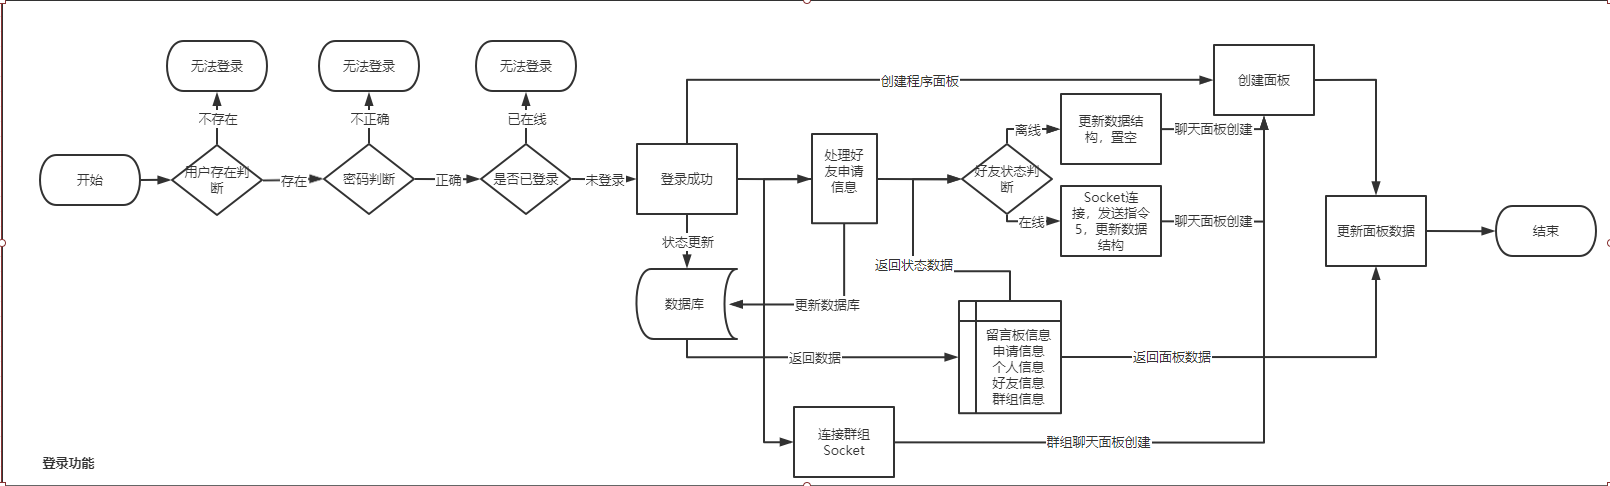 开始
用户存在判
断
不存在
无法登录
存在
密码判断
不正确
无法登录
正确
是否已登录
已在线
无法登录
未登录
登录成功
创建程序面板
状态更新
数据库
处理好
友申请
信息
更新数据库
返回数据
返回状态数据
好友状态判
断
离线
更新数据结
构，置空
聊天面板创建
在线
Socket连
接，发送指令
5，更新数据
结构
聊天面板创建
留言板信息
申请信息
个人信息
好友信息
群组信息
返回面板数据
连接群组
Socket
群组聊天面板创建
创建面板
更新面板数据
结束
登录功能